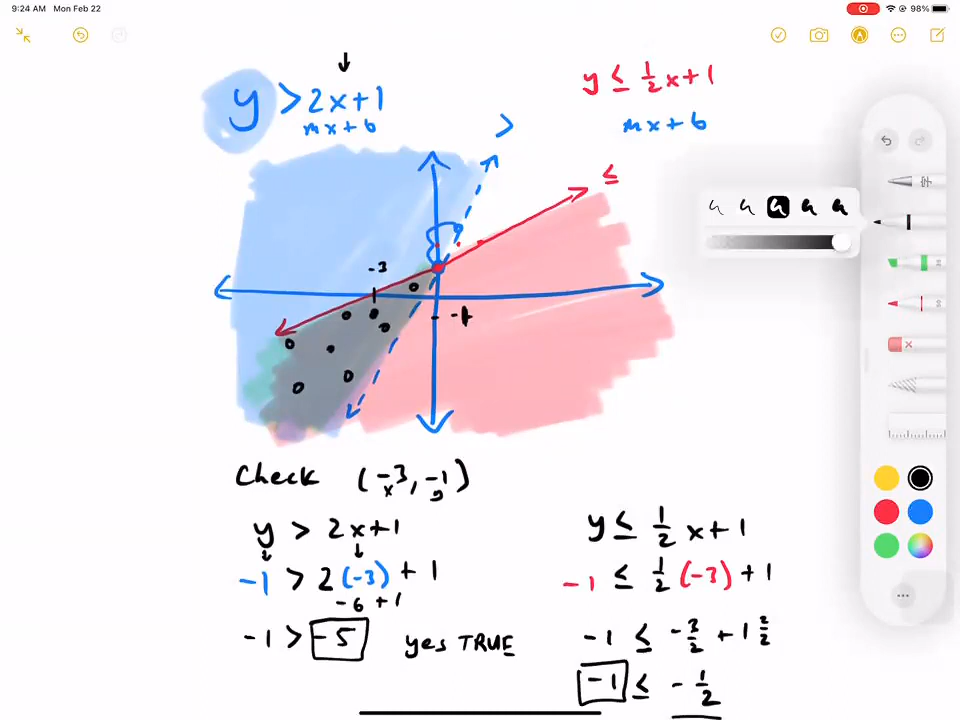 9:24 AM Mon Feb 22
98%
y > 2x+1
mx+b
y ≤ 1/2 x+1
mx+b
>
≤
-3
-1
Check (-3, -1)
x y
y > 2x+1
-1 > 2(-3) + 1
-6 +1
-1 > -5 yes TRUE
y ≤ 1/2 x+1
-1 ≤ 1/2 (-3) +1
-1 ≤ -3/2 +1 2/2
-1 ≤ -1/2